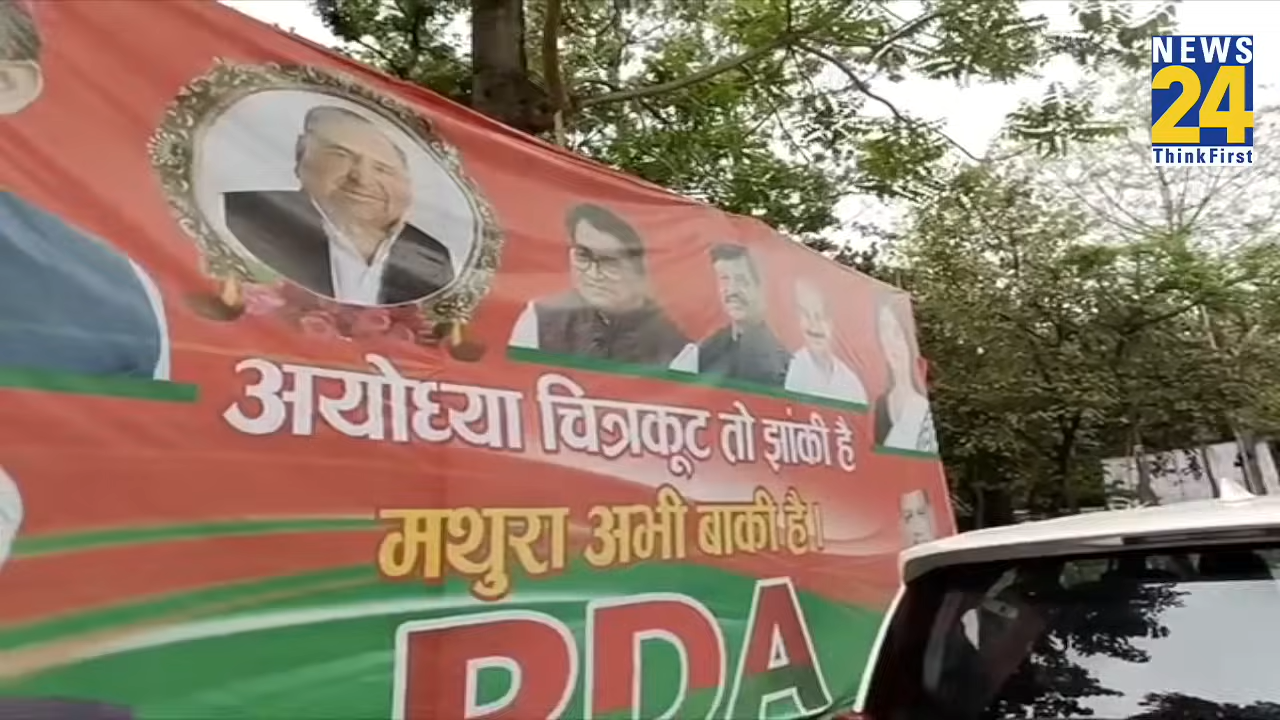 NEWS
24
ThinkFirst
अयोध्या चित्रकूट तो झांकी है
मथुरा अभी बाकी है।।
PDA